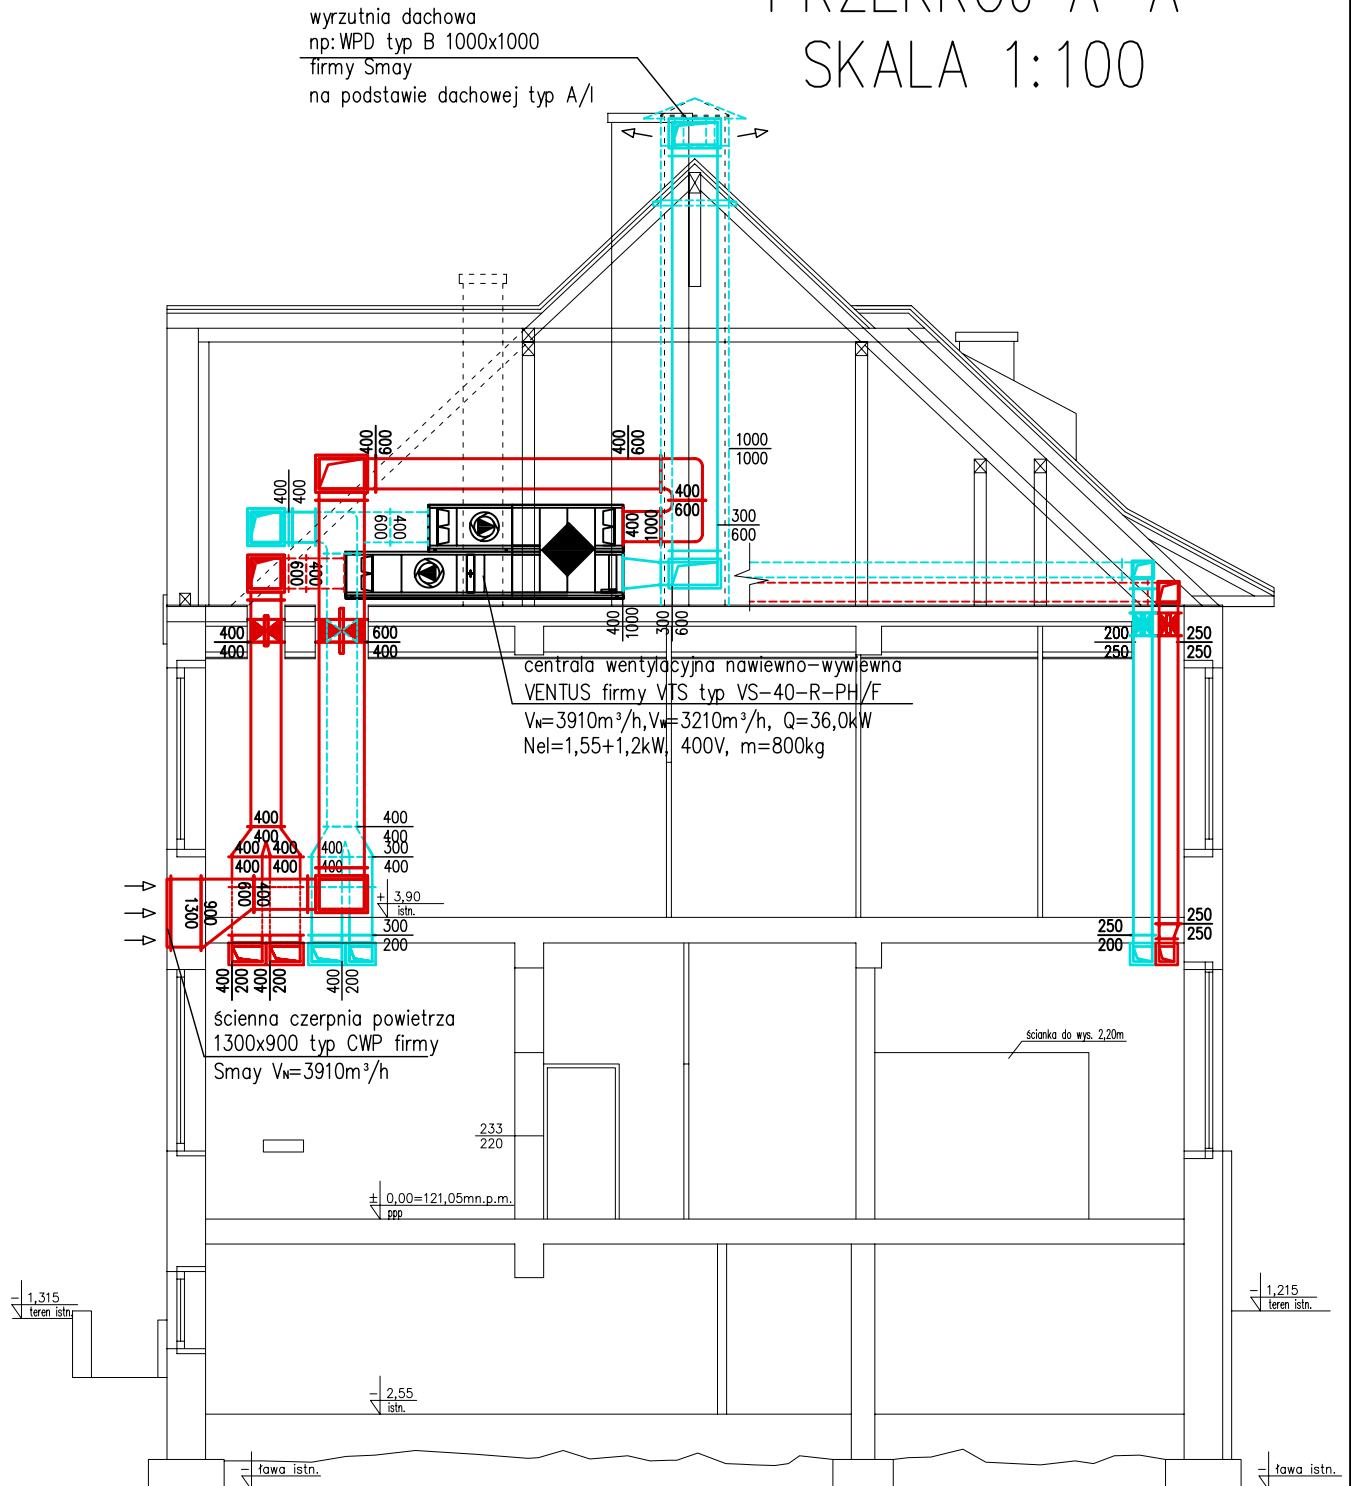 PRZEKRÓJ A-A
SKALA 1:100
wyrzutnia dachowa
np: WPD typ B 1000x1000
firmy Smay
na podstawie dachowej typ A/I
400
600
400
600
1000
1000
400
400
600
400
400
600
400
1000
300
600
600
400
400
1000
300
600
400
400
600
400
200
250
250
250
centrala wentylacyjna nawiewno-wywiewna
VENTUS firmy VTS typ VS-40-R-PH/F
VN=3910m³/h, VW=3210m³/h, Q=36,0kW
Nel=1,55+1,2kW, 400V, m=800kg
400
400
400
400
400
400
400
400
400
400
400
300
400
600
400
1300
900
+ 3,90
istn.
300
200
250
200
250
250
400
200
400
200
400
200
ścienna czerpnia powietrza
1300x900 typ CWP firmy
Smay VN=3910m³/h
ścianka do wys. 2,20m
233
220
± 0,00=121,05mn.p.m.
ppp
- 1,315
teren istn.
- 1,215
teren istn.
- 2,55
istn.
- ława istn.
- ława istn.